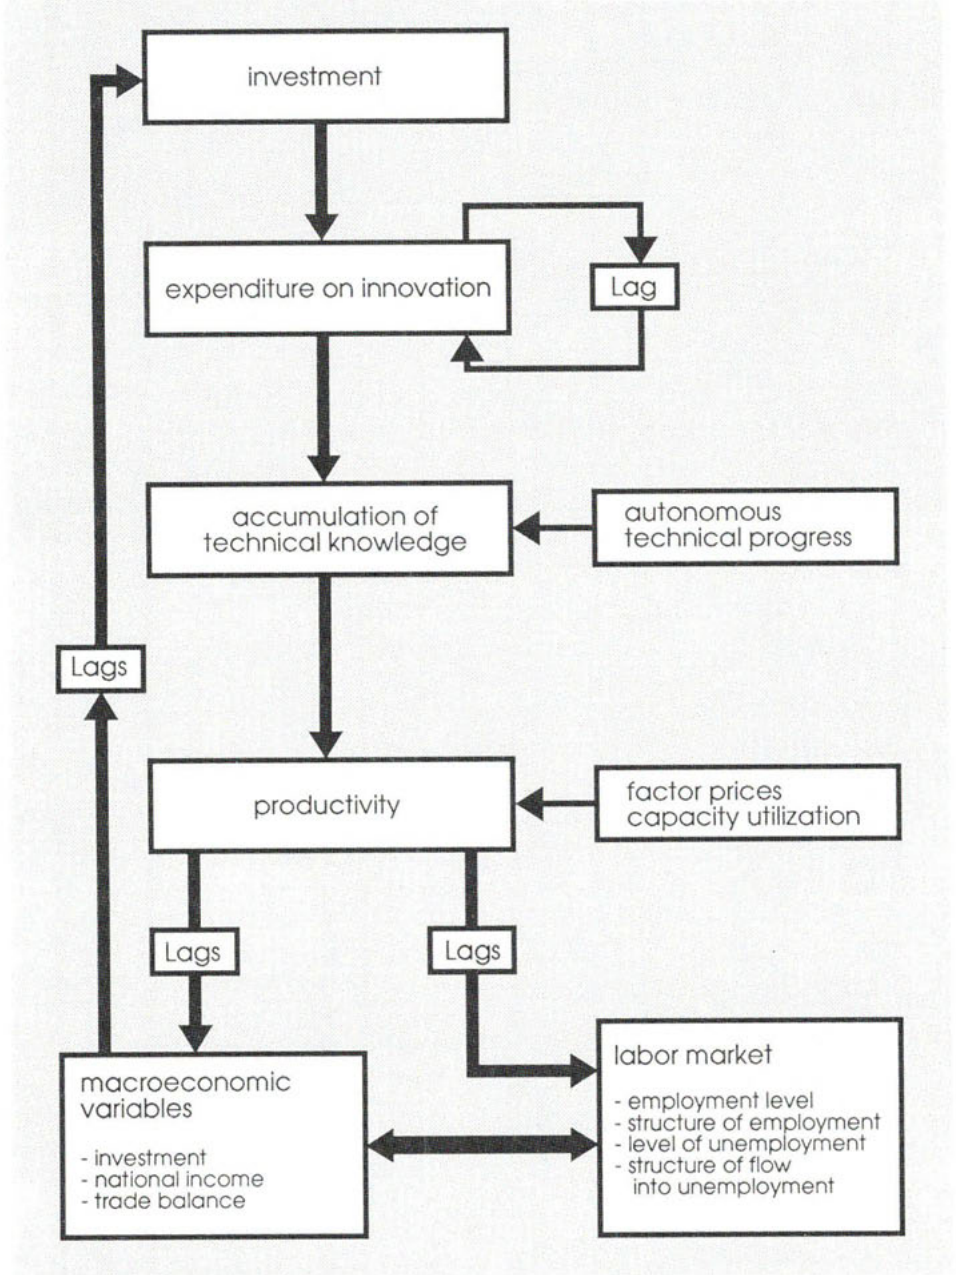 investment
expenditure on innovation
Lag
accumulation of
technical knowledge
autonomous
technical progress
Lags
productivity
factor prices
capacity utilization
Lags
Lags
macroeconomic
variables
- investment
- national income
- trade balance
labor market
- employment level
- structure of employment
- level of unemployment
- structure of flow
into unemployment